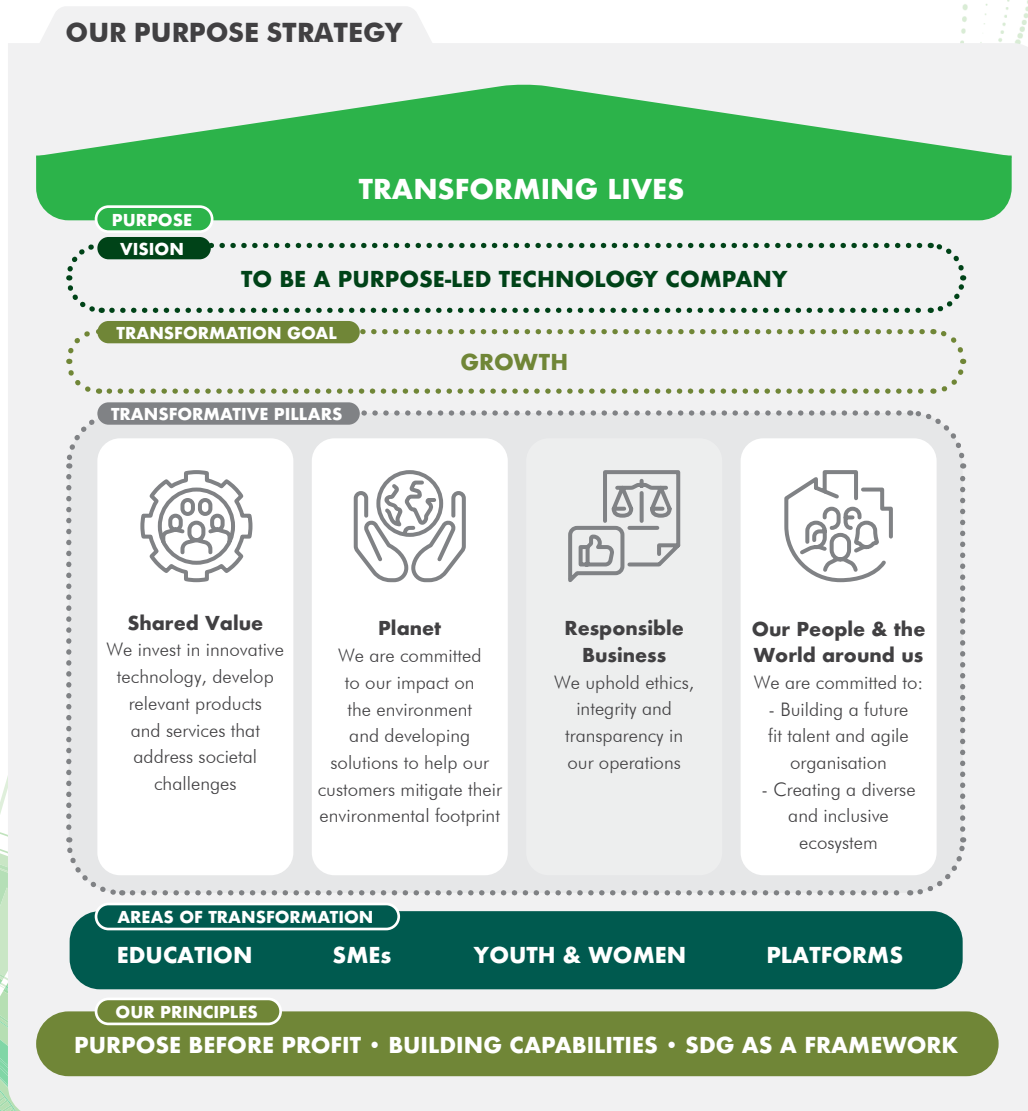 OUR PURPOSE STRATEGY
TRANSFORMING LIVES
PURPOSE
VISION
TO BE A PURPOSE-LED TECHNOLOGY COMPANY
TRANSFORMATION GOAL
GROWTH
TRANSFORMATIVE PILLARS
Shared Value
We invest in innovative
technology, develop
relevant products
and services that
address societal
challenges
Planet
We are committed
to our impact on
the environment
and developing
solutions to help our
customers mitigate their
environmental footprint
Responsible
Business
We uphold ethics,
integrity and
transparency in
our operations
Our People & the
World around us
We are committed to:
- Building a future
fit talent and agile
organisation
- Creating a diverse
and inclusive
ecosystem
AREAS OF TRANSFORMATION
EDUCATION SMEs YOUTH & WOMEN PLATFORMS
OUR PRINCIPLES
PURPOSE BEFORE PROFIT • BUILDING CAPABILITIES • SDG AS A FRAMEWORK